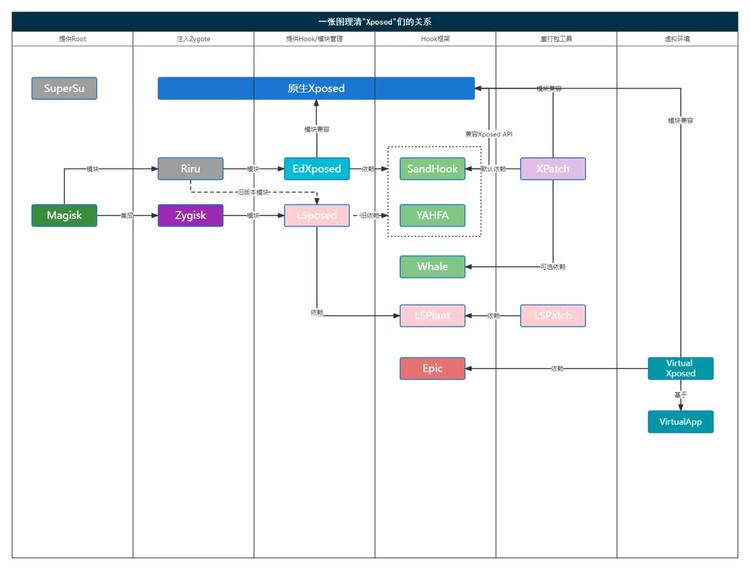 一张图理清"Xposed"们的关系
提供Root
注入Zygote
提供Hook/模块管理
Hook框架
重打包工具
虚拟环境
SuperSu
原生Xposed
模块兼容
模块兼容
模块兼容
兼容Xposed API
模块
Riru
模块
EdXposed
依赖
SandHook
默认依赖
XPatch
旧版本模块
Magisk
集成
Zygisk
模块
LSposed
旧依赖
YAHFA
Whale
可选依赖
依赖
LSPlant
依赖
LSPatch
Epic
依赖
Virtual
Xposed
基于
VirtualApp